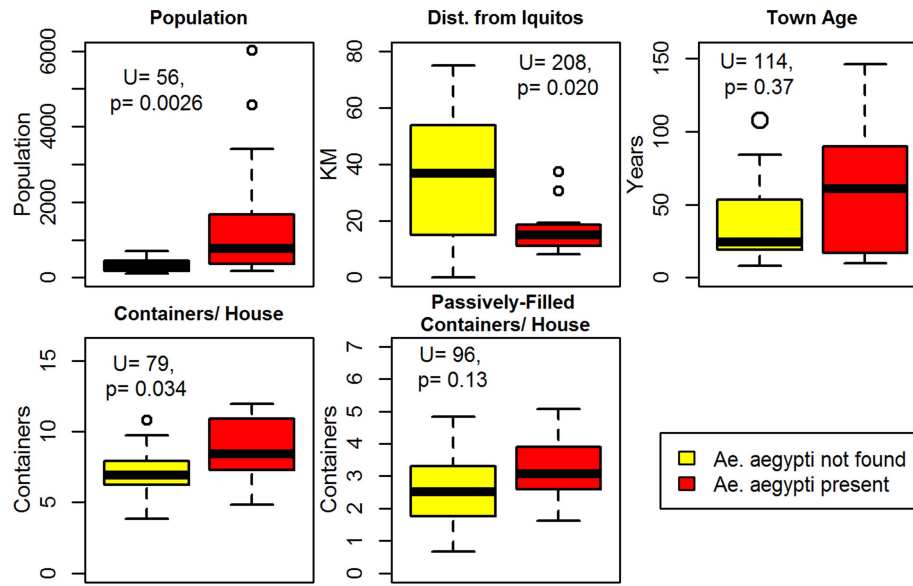 Population
Population
0
2000
4000
6000
U= 56,
p= 0.0026
Dist. from Iquitos
KM
0
20
40
60
80
U= 208,
p= 0.020
Town Age
Years
0
50
100
150
U= 114,
p= 0.37
Containers/ House
Containers
0
5
10
15
U= 79,
p= 0.034
Passively-Filled
Containers/ House
Containers
0
1
2
3
4
5
6
7
U= 96,
p= 0.13
Ae. aegypti not found
Ae. aegypti present